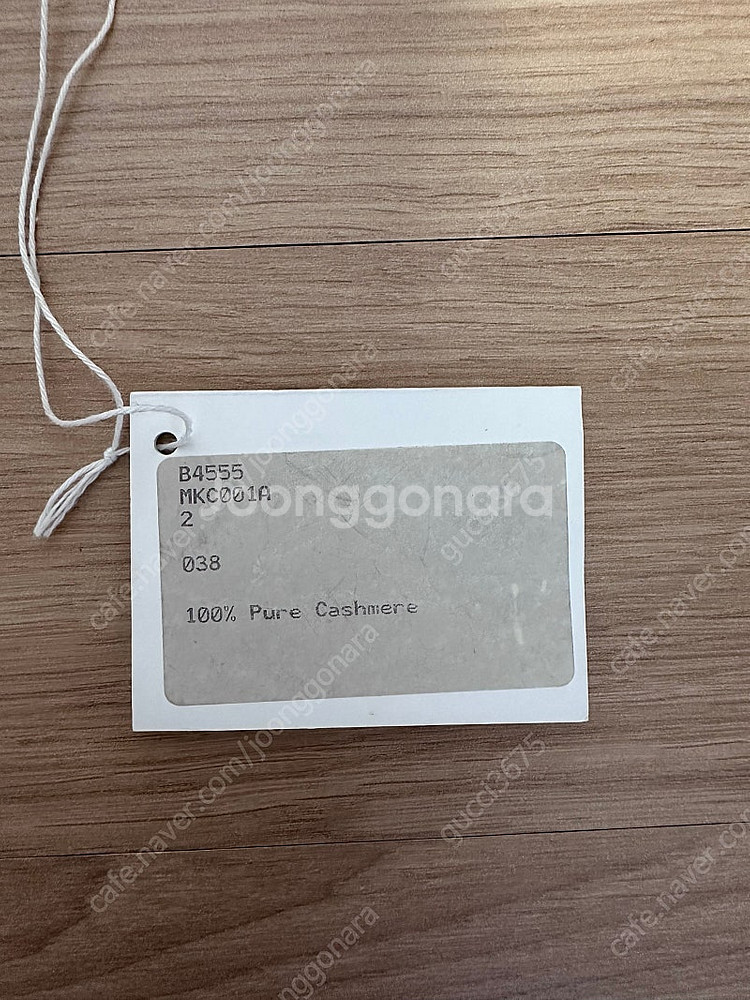 B4555
MKC001A
2
038
100% Pure Cashmere
Joonggonara
cafe.naver.com/joonggonara
gucci3675